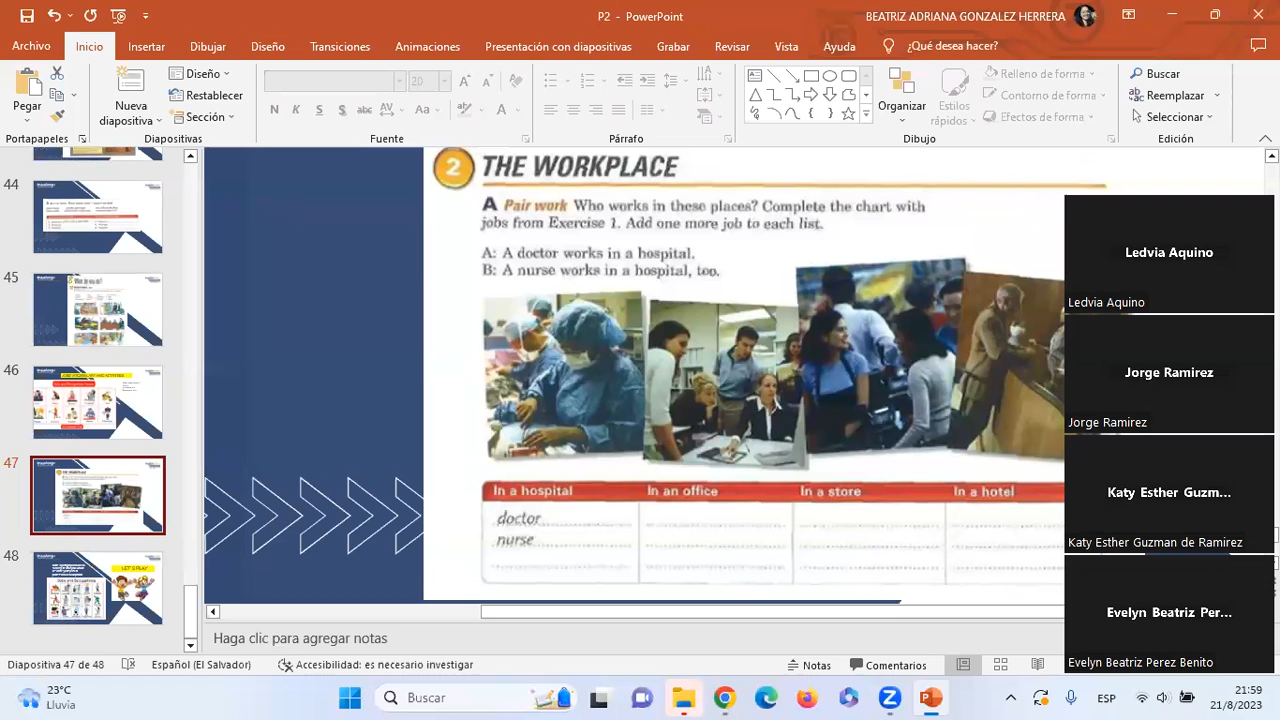 P2 - PowerPoint
BEATRIZ ADRIANA GONZALEZ HERRERA
Archivo Inicio Insertar Dibujar Diseño Transiciones Animaciones Presentación con diapositivas Grabar Revisar Vista Ayuda ¿Qué desea hacer?
Pegar
Portapapeles
Nueva diapositiva
Diseño
Restablecer
Sección
Diapositivas
20
N K S S abc AV Aa A
Fuente
Párrafo
Organizar
Estilos rápidos
Relleno de forma
Contorno de forma
Efectos de forma
Dibujo
Buscar
Reemplazar
Seleccionar
Edición
44
45
46
47
48
LET'S PLAY
2 THE WORKPLACE
A Pair work Who works in these places? Complete the chart with
jobs from Exercise 1. Add one more job to each list.
A: A doctor works in a hospital.
B: A nurse works in a hospital, too.
In a hospital In an office In a store In a hotel
doctor
nurse
Ledvia Aquino
Ledvia Aquino
Jorge Ramirez
Jorge Ramirez
Katy Esther Guzm...
Katy Esther Guzman de Ramirez
Evelyn Beatriz Per...
Evelyn Beatriz Perez Benito
Haga clic para agregar notas
Diapositiva 47 de 48 Español (El Salvador) Accesibilidad: es necesario investigar Notas Comentarios
23°C
Lluvia
Buscar
ESP
21:59
21/8/2023